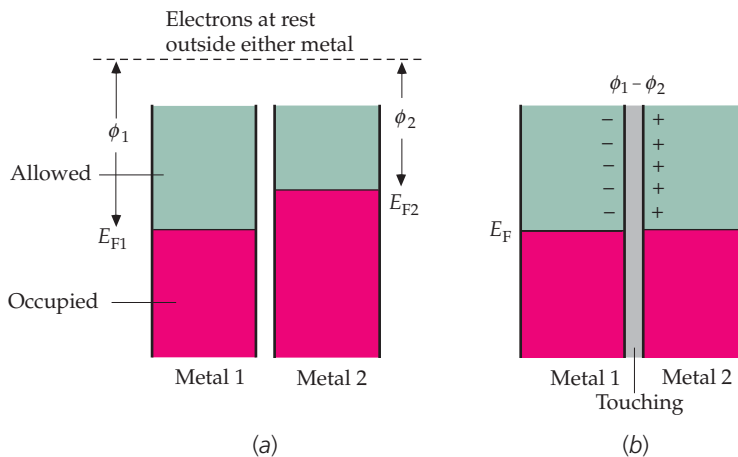 Electrons at rest
outside either metal
ϕ1
ϕ2
Allowed
EF1
EF2
Occupied
Metal 1
Metal 2
(a)
ϕ1 – ϕ2
– +
– +
– +
– +
– +
EF
Metal 1
Metal 2
Touching
(b)